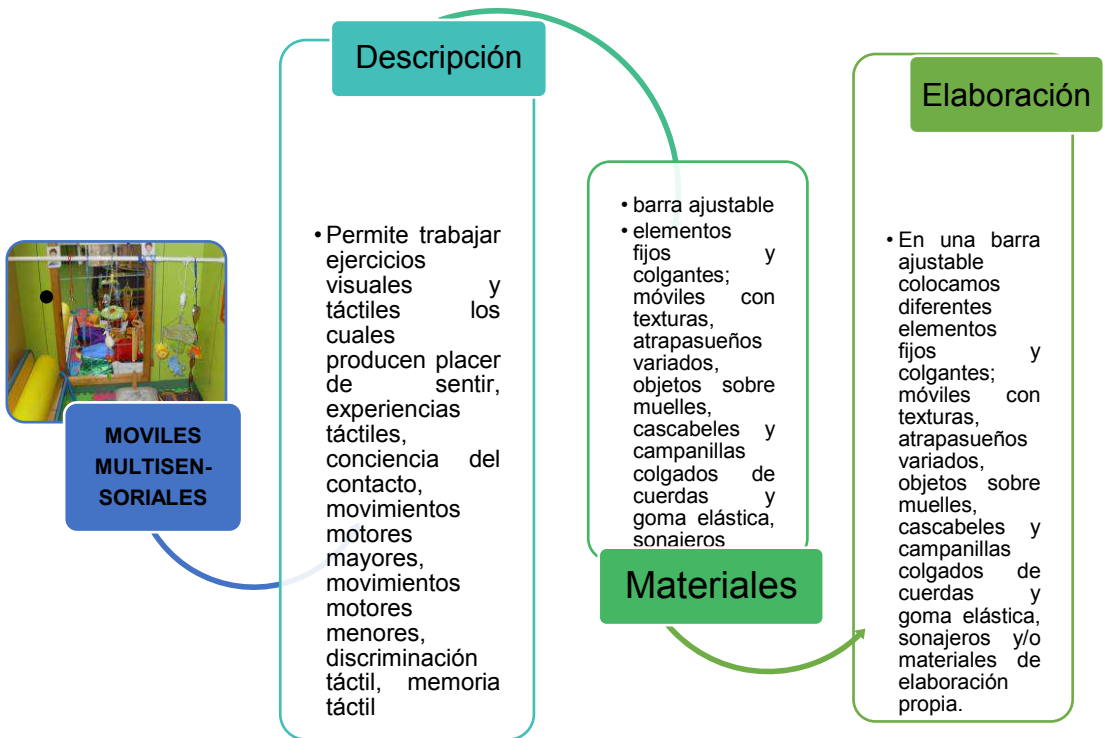 MOVILES
MULTISEN-
SORIALES
Descripción
• Permite trabajar
ejercicios
visuales y
táctiles los
cuales
producen placer
de sentir,
experiencias
táctiles,
conciencia del
contacto,
movimientos
motores
mayores,
movimientos
motores
menores,
discriminación
táctil, memoria
táctil
• barra ajustable
• elementos
fijos y
colgantes;
móviles con
texturas,
atrapasueños
variados,
objetos sobre
muelles,
cascabeles y
campanillas
colgados de
cuerdas y
goma elástica,
sonajeros
Materiales
Elaboración
• En una barra
ajustable
colocamos
diferentes
elementos
fijos y
colgantes;
móviles con
texturas,
atrapasueños
variados,
objetos sobre
muelles,
cascabeles y
campanillas
colgados de
cuerdas y
goma elástica,
sonajeros y/o
materiales de
elaboración
propia.